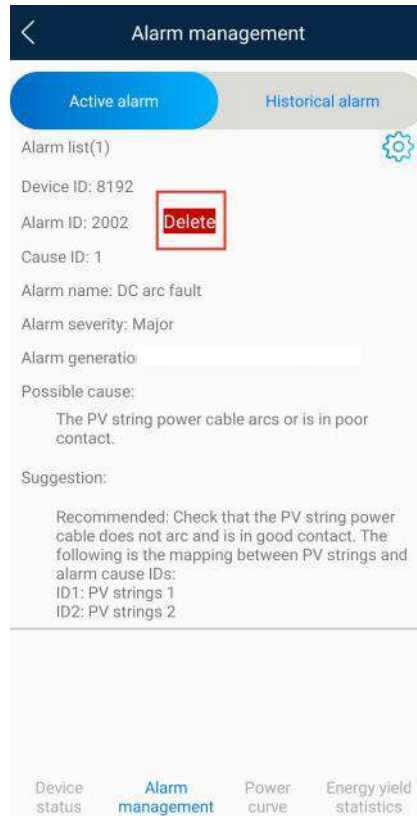 Alarm management
Active alarm
Historical alarm
Alarm list(1)
Device ID: 8192
Alarm ID: 2002
Delete
Cause ID: 1
Alarm name: DC arc fault
Alarm severity: Major
Alarm generatio
Possible cause:
The PV string power cable arcs or is in poor
contact.
Suggestion:
Recommended: Check that the PV string power
cable does not arc and is in good contact. The
following is the mapping between PV strings and
alarm cause IDs:
ID1: PV strings 1
ID2: PV strings 2
Device
status
Alarm
management
Power
curve
Energy yield
statistics